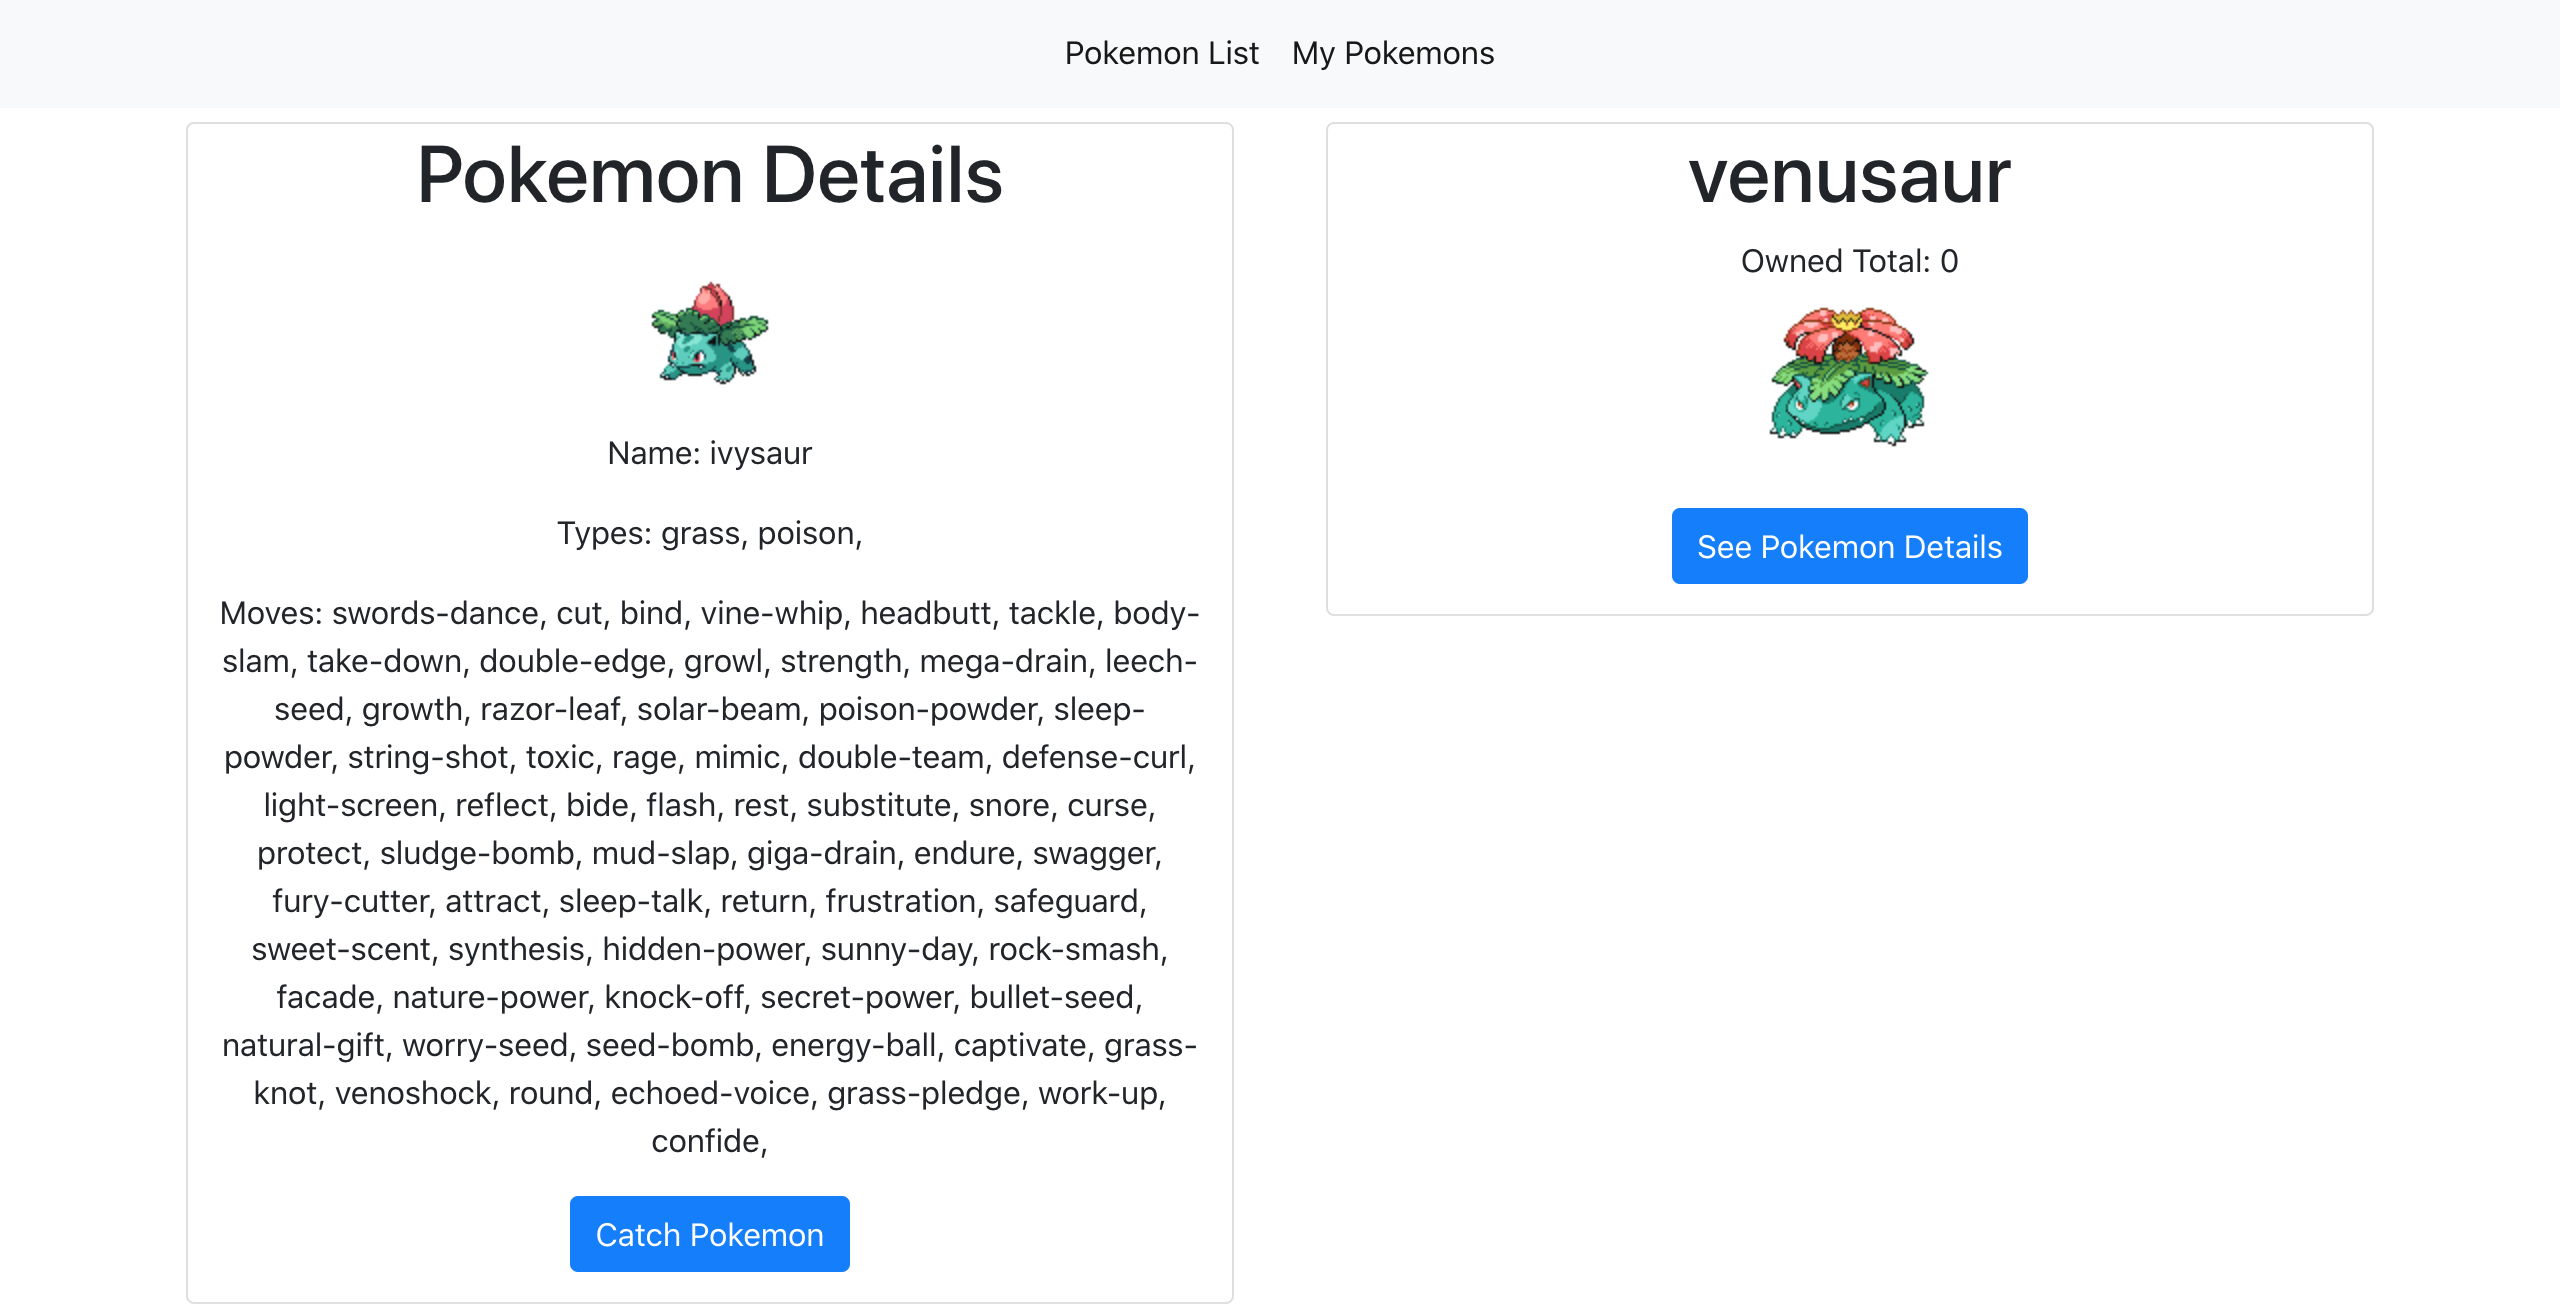 Pokemon List My Pokemons
Pokemon Details
Name: ivysaur
Types: grass, poison,
Moves: swords-dance, cut, bind, vine-whip, headbutt, tackle, body-
slam, take-down, double-edge, growl, strength, mega-drain, leech-
seed, growth, razor-leaf, solar-beam, poison-powder, sleep-
powder, string-shot, toxic, rage, mimic, double-team, defense-curl,
light-screen, reflect, bide, flash, rest, substitute, snore, curse,
protect, sludge-bomb, mud-slap, giga-drain, endure, swagger,
fury-cutter, attract, sleep-talk, return, frustration, safeguard,
sweet-scent, synthesis, hidden-power, sunny-day, rock-smash,
facade, nature-power, knock-off, secret-power, bullet-seed,
natural-gift, worry-seed, seed-bomb, energy-ball, captivate, grass-
knot, venoshock, round, echoed-voice, grass-pledge, work-up,
confide,
Catch Pokemon
venusaur
Owned Total: 0
See Pokemon Details